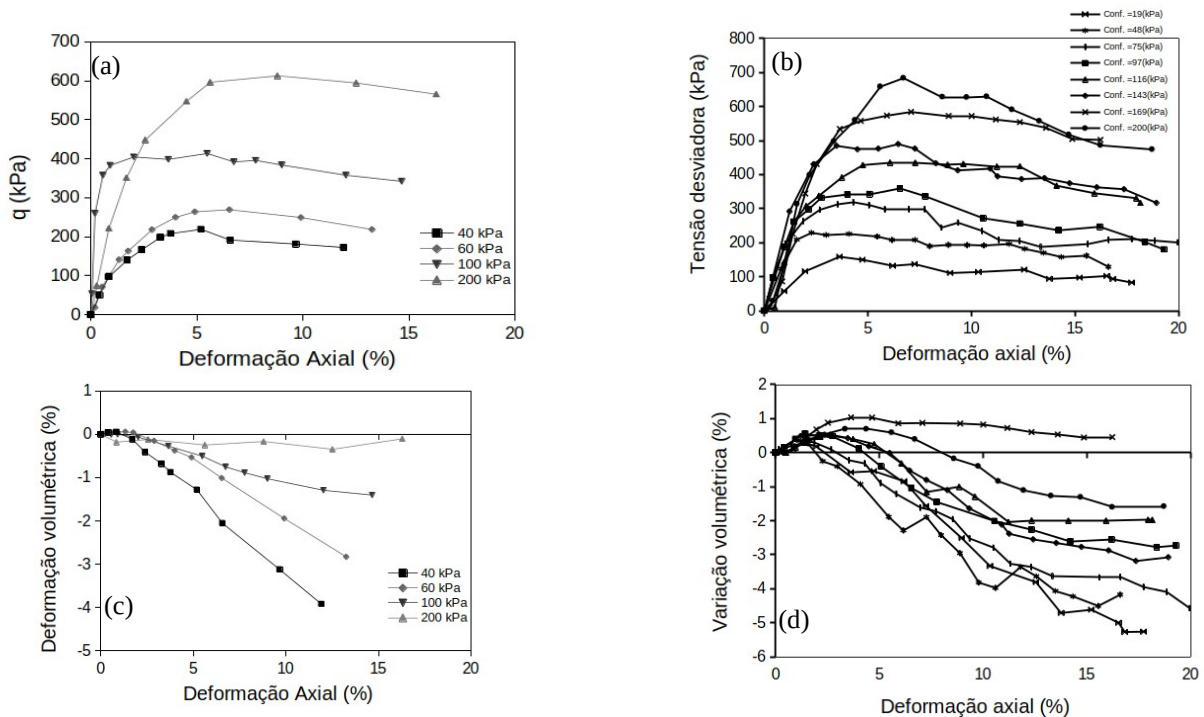 (a)
700
600
500
400
300
200
100
0
q (kPa)
0 5 10 15 20
Deformação Axial (%)
40 kPa
60 kPa
100 kPa
200 kPa
(b)
800
700
600
500
400
300
200
100
0
Tensão desviadora (kPa)
0 5 10 15 20
Deformação axial (%)
Conf. =19(kPa)
Conf. =48(kPa)
Conf. =75(kPa)
Conf. =97(kPa)
Conf. =116(kPa)
Conf. =143(kPa)
Conf. =169(kPa)
Conf. =200(kPa)
1
0
-1
-2
-3
-4
-5
Deformação volumétrica (%)
(c)
40 kPa
60 kPa
100 kPa
200 kPa
0 5 10 15 20
Deformação Axial (%)
2
1
0
-1
-2
-3
-4
-5
-6
Variação volumétrica (%)
(d)
0 5 10 15 20
Deformação axial (%)